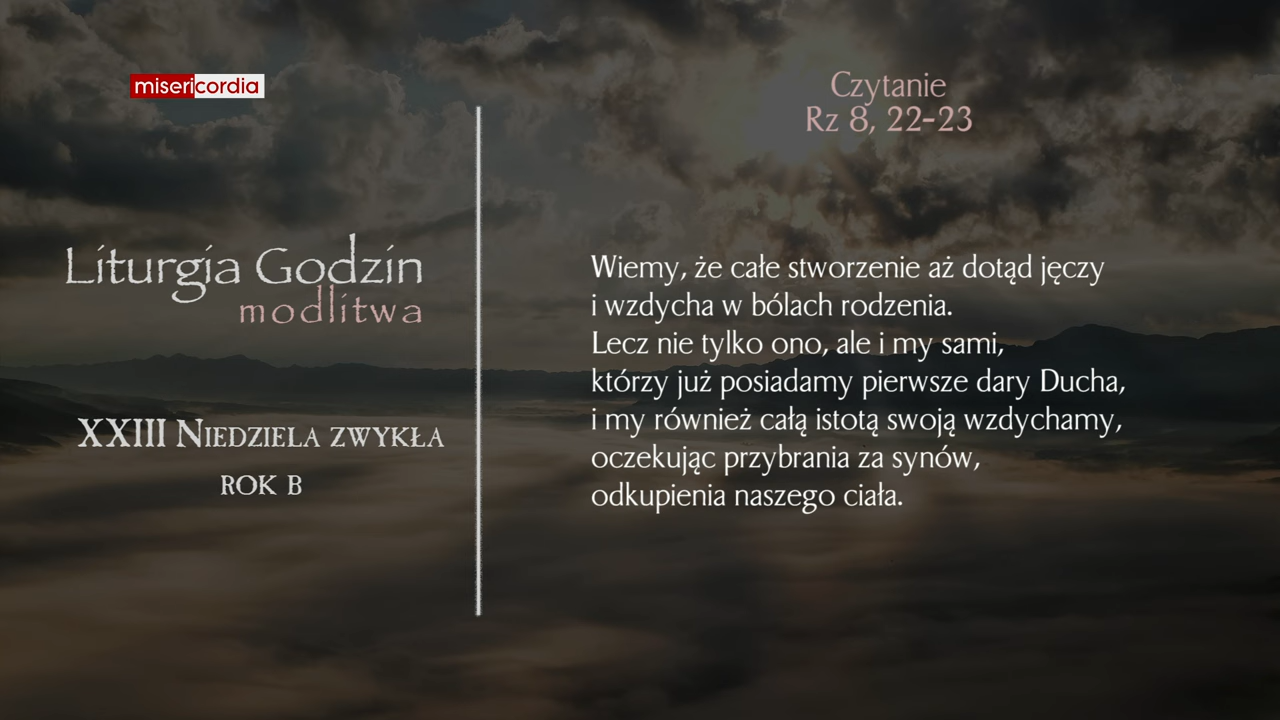 misericordia
Liturgia Godzin
modlitwa
XXIII Niedziela zwykła
rok B
Czytanie
Rz 8, 22-23
Wiemy, że całe stworzenie aż dotąd jęczy
i wzdycha w bólach rodzenia.
Lecz nie tylko ono, ale i my sami,
którzy już posiadamy pierwsze dary Ducha,
i my również całą istotą swoją wzdychamy,
oczekując przybrania za synów,
odkupienia naszego ciała.